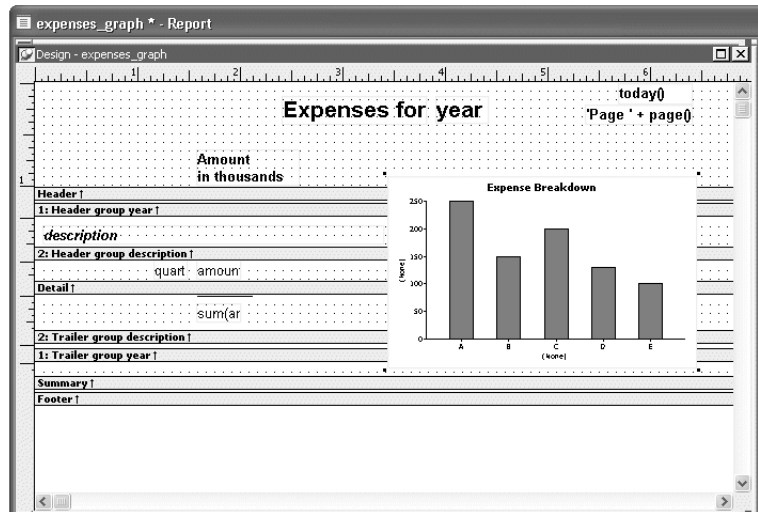 expenses_graph * - Report
Design - expenses_graph
1 2 3 4 5 6
today()
Expenses for year
'Page ' + page()
Amount
in thousands
1
Header ↑
1: Header group year ↑
description
2: Header group description ↑
quart amoun
Detail ↑
sum(ar
2: Trailer group description ↑
1: Trailer group year ↑
Summary ↑
Footer ↑
Expense Breakdown
250
200
150
100
50
0
(None)
A B C D E
(None)